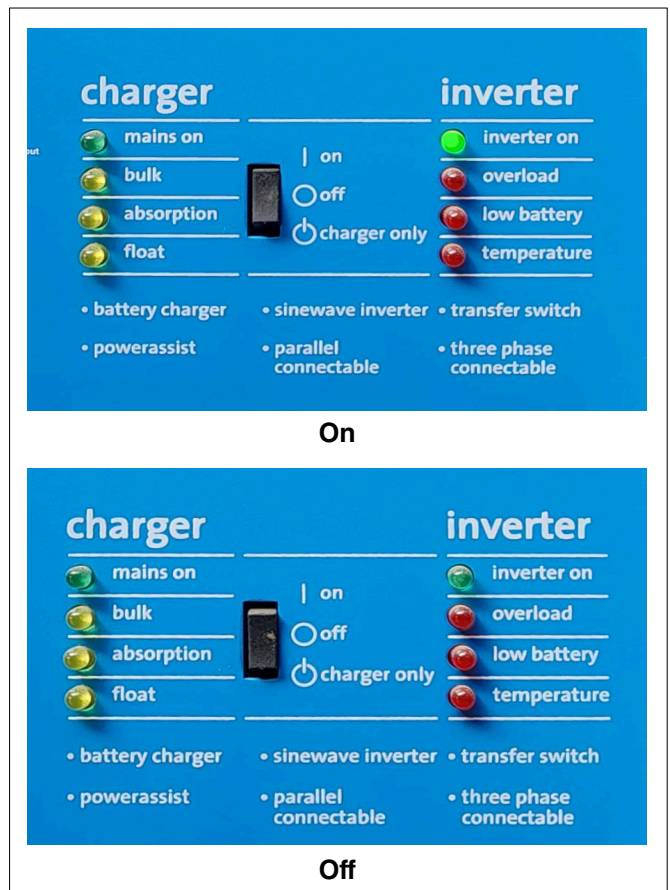 charger
inverter
out
mains on
bulk
absorption
float
| on
off
charger only
inverter on
overload
low battery
temperature
• battery charger
• sinewave inverter
• transfer switch
• powerassist
• parallel
connectable
• three phase
connectable
On
charger
inverter
mains on
bulk
absorption
float
| on
off
charger only
inverter on
overload
low battery
temperature
• battery charger
• sinewave inverter
• transfer switch
• powerassist
• parallel
connectable
• three phase
connectable
Off